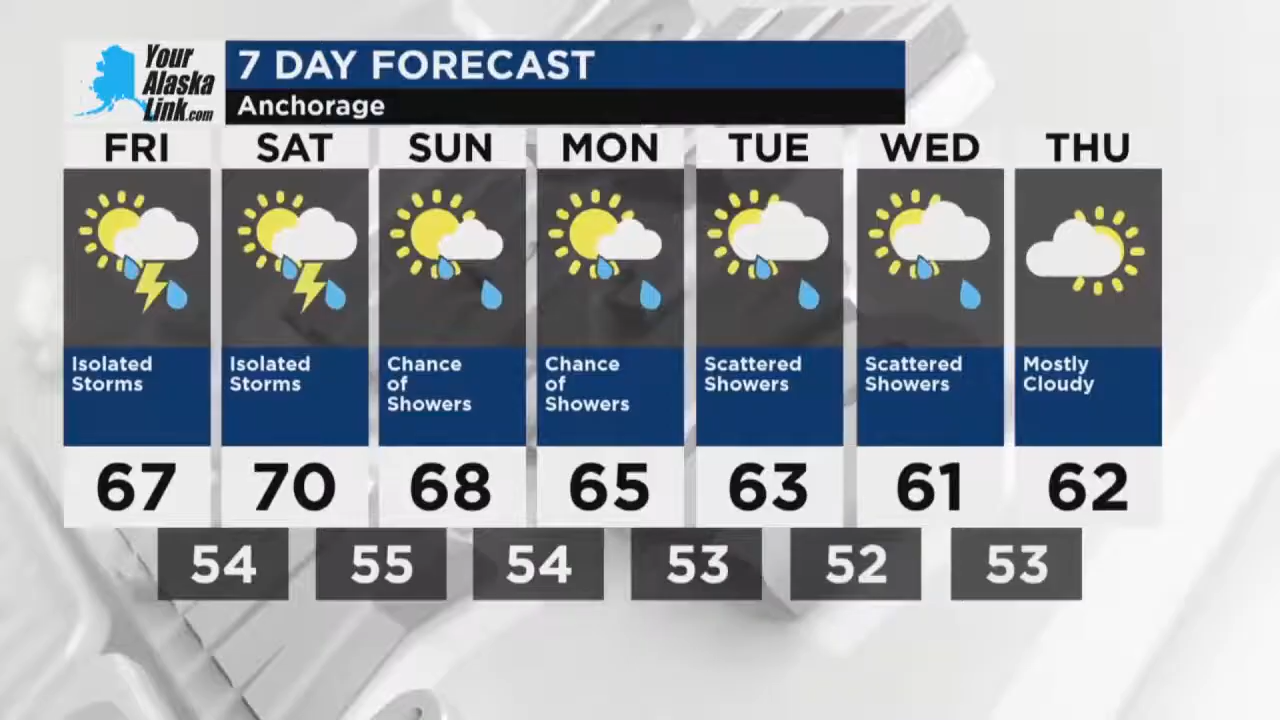 Your
Alaska
Link.com
7 DAY FORECAST
Anchorage
FRI SAT SUN MON TUE WED THU
Isolated
Storms
Isolated
Storms
Chance
of
Showers
Chance
of
Showers
Scattered
Showers
Scattered
Showers
Mostly
Cloudy
67 70 68 65 63 61 62
54 55 54 53 52 53